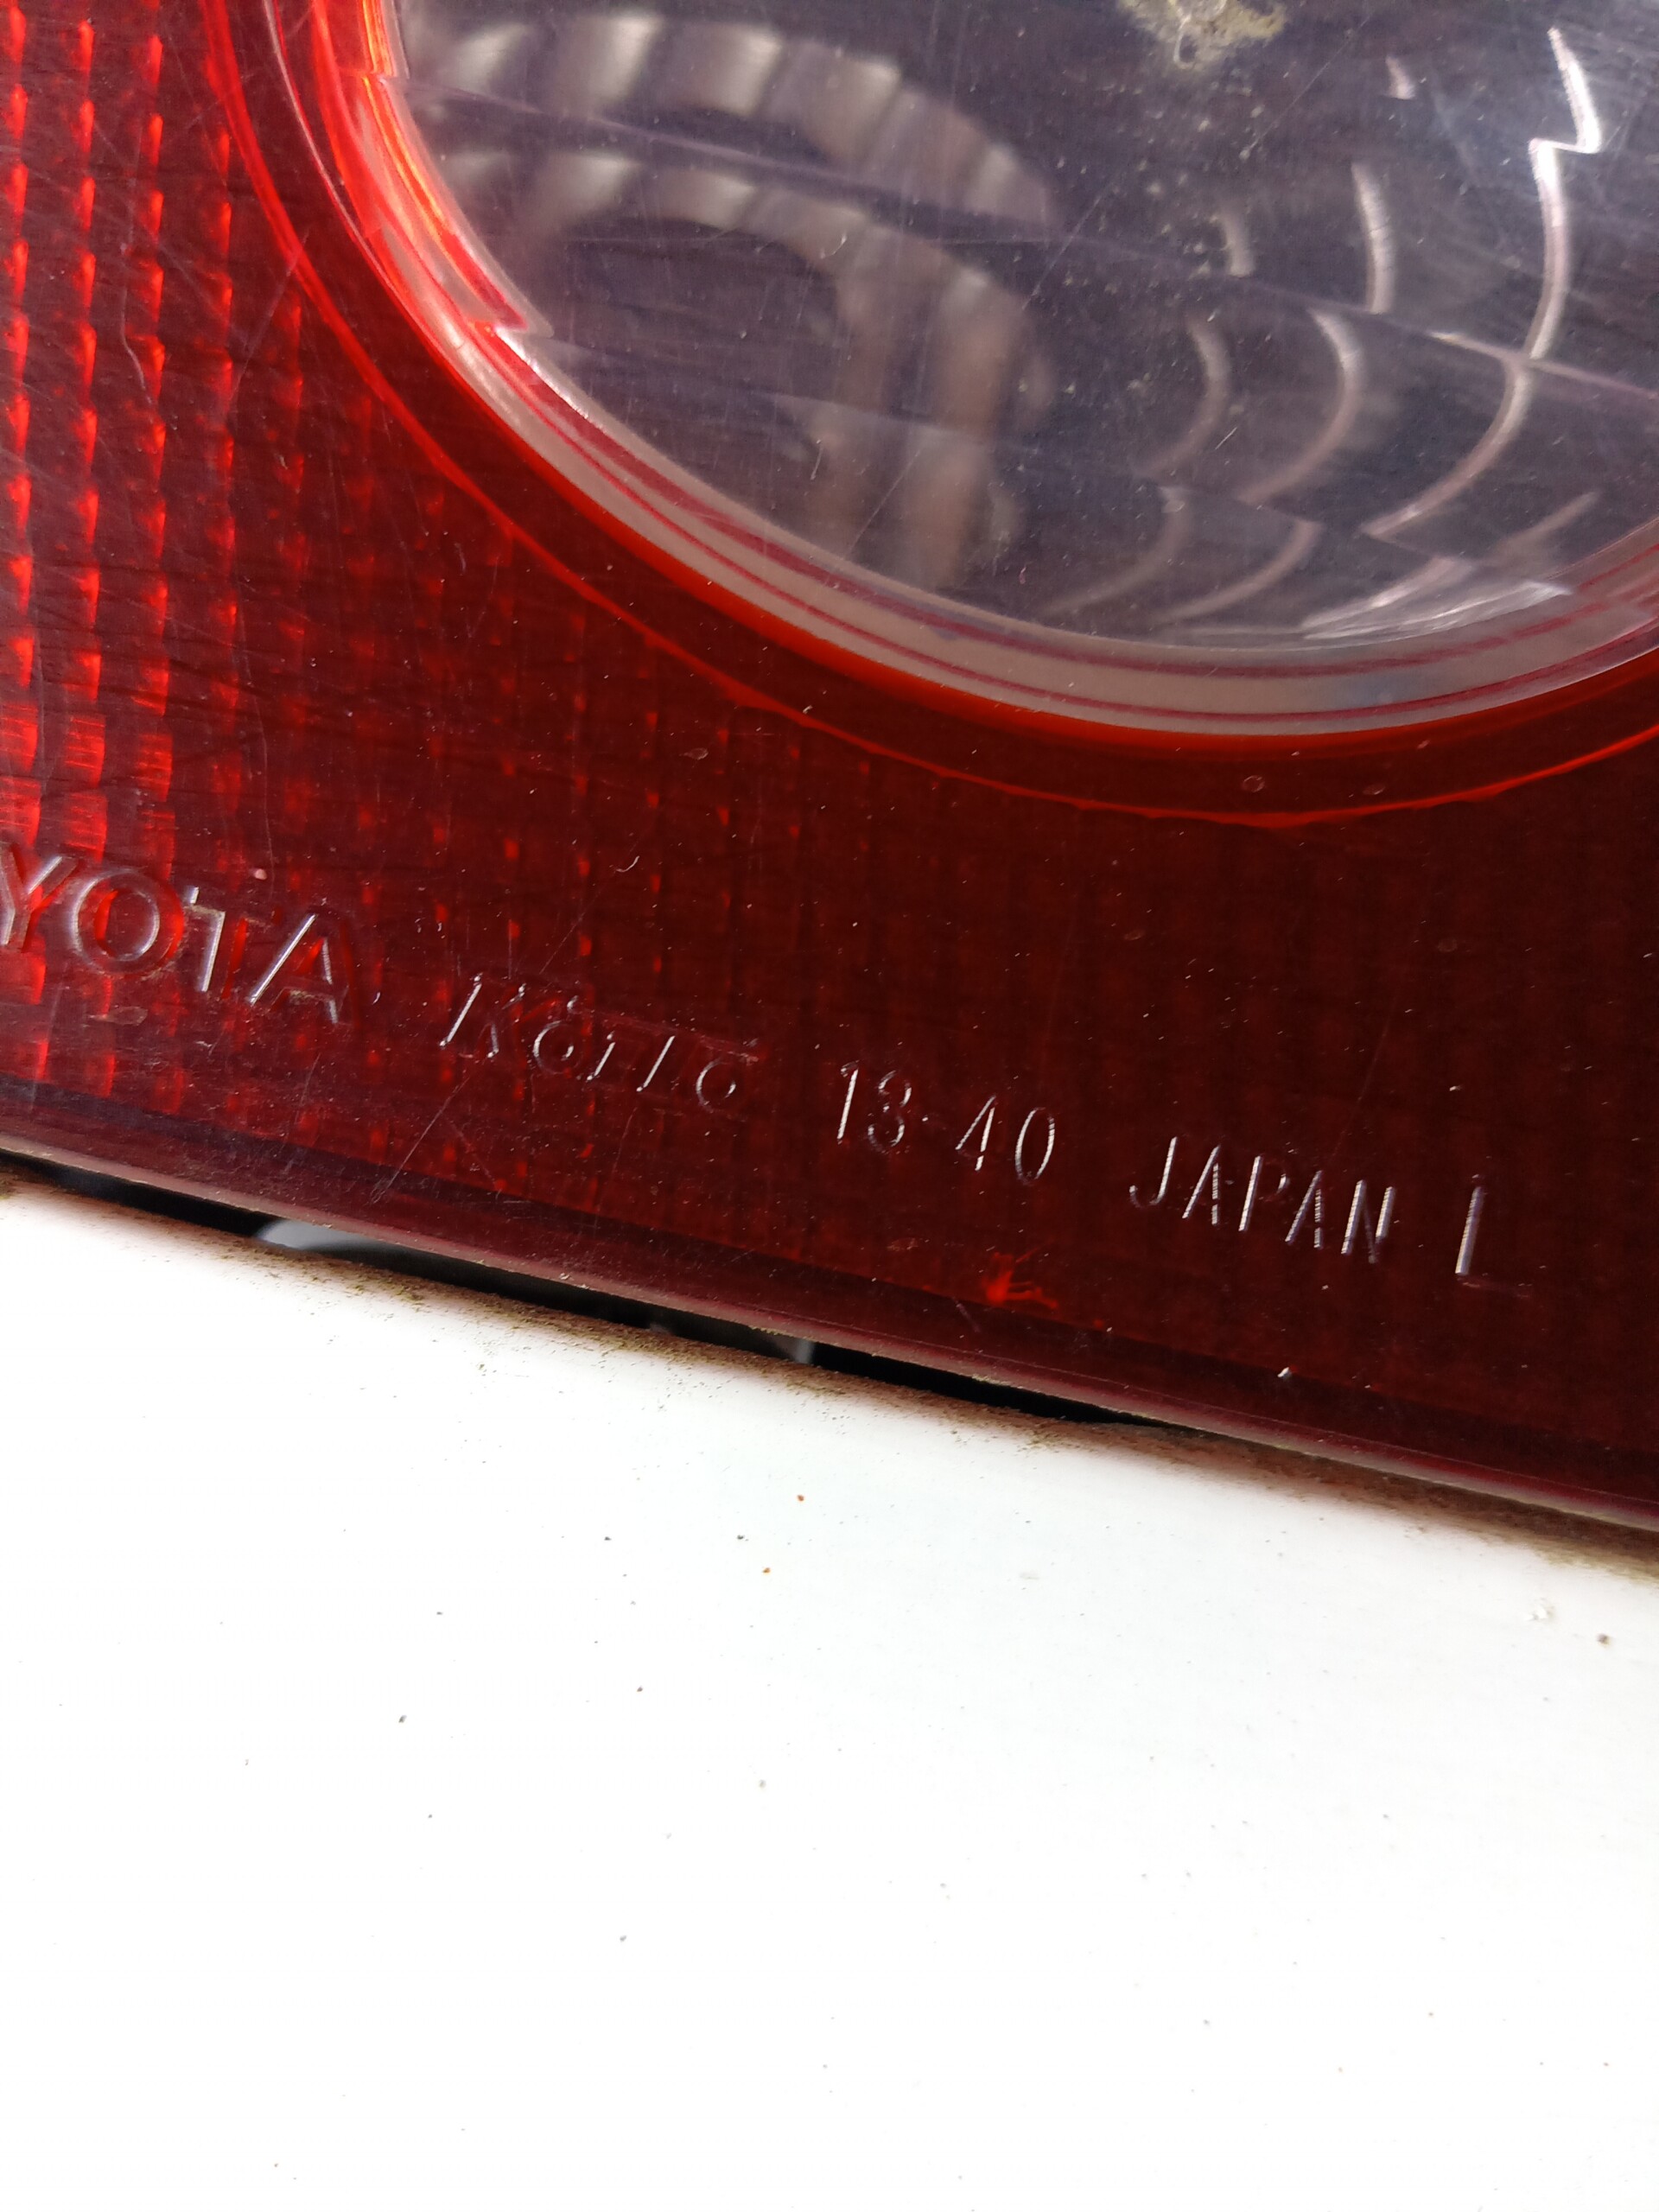 YOTA Koito 13-40 JAPAN L